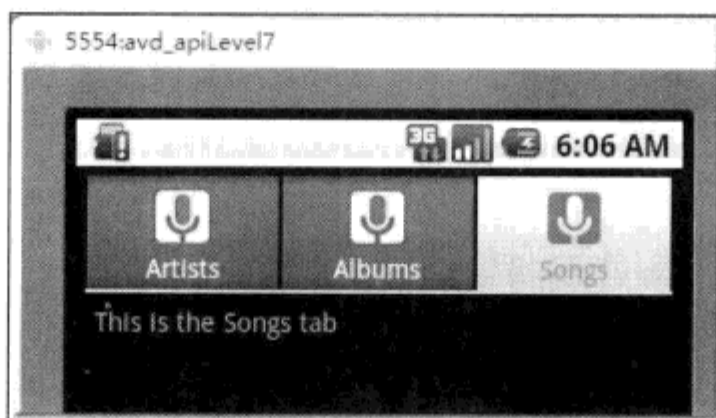 5554:avd_apiLevel7
3G 6:06 AM
Artists Albums Songs
This is the Songs tab